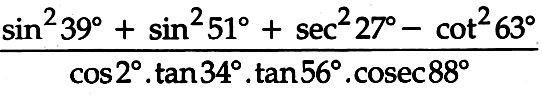 sin²39° + sin²51° + sec²27° − cot²63°
cos2°.tan34°.tan56°.cosec88°